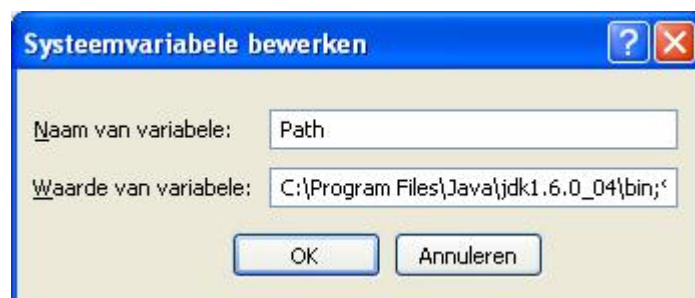 Systeemvariabele bewerken
Naam van variabele: Path
Waarde van variabele: C:\Program Files\Java\jdk1.6.0_04\bin;
OK Annuleren